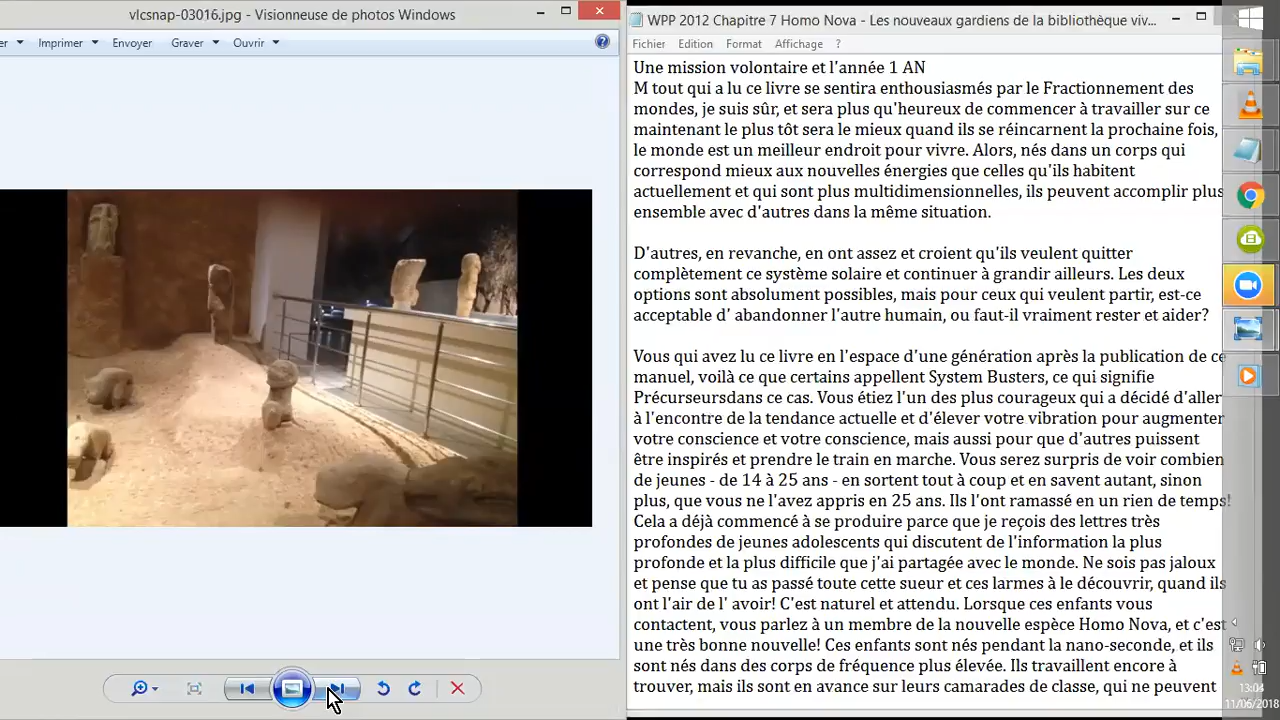 vlcsnap-03016.jpg - Visionneuse de photos Windows
er Imprimer Envoyer Graver Ouvrir
WPP 2012 Chapitre 7 Homo Nova - Les nouveaux gardiens de la bibliothèque viv...
Fichier Edition Format Affichage ?
Une mission volontaire et l'année 1 AN
M tout qui a lu ce livre se sentira enthousiasmés par le Fractionnement des
mondes, je suis sûr, et sera plus qu'heureux de commencer à travailler sur ce
maintenant le plus tôt sera le mieux quand ils se réincarnent la prochaine fois,
le monde est un meilleur endroit pour vivre. Alors, nés dans un corps qui
correspond mieux aux nouvelles énergies que celles qu'ils habitent
actuellement et qui sont plus multidimensionnelles, ils peuvent accomplir plus
ensemble avec d'autres dans la même situation.
D'autres, en revanche, en ont assez et croient qu'ils veulent quitter
complètement ce système solaire et continuer à grandir ailleurs. Les deux
options sont absolument possibles, mais pour ceux qui veulent partir, est-ce
acceptable d' abandonner l'autre humain, ou faut-il vraiment rester et aider?
Vous qui avez lu ce livre en l'espace d'une génération après la publication de ce
manuel, voilà ce que certains appellent System Busters, ce qui signifie
Précurseursdans ce cas. Vous étiez l'un des plus courageux qui a décidé d'aller
à l'encontre de la tendance actuelle et d'élever votre vibration pour augmenter
votre conscience et votre conscience, mais aussi pour que d'autres puissent
être inspirés et prendre le train en marche. Vous serez surpris de voir combien
de jeunes - de 14 à 25 ans - en sortent tout à coup et en savent autant, sinon
plus, que vous ne l'avez appris en 25 ans. Ils l'ont ramassé en un rien de temps!
Cela a déjà commencé à se produire parce que je reçois des lettres très
profondes de jeunes adolescents qui discutent de l'information la plus
profonde et la plus difficile que j'ai partagée avec le monde. Ne sois pas jaloux
et pense que tu as passé toute cette sueur et ces larmes à le découvrir, quand ils
ont l'air de l' avoir! C'est naturel et attendu. Lorsque ces enfants vous
contactent, vous parlez à un membre de la nouvelle espèce Homo Nova, et c'est
une très bonne nouvelle! Ces enfants sont nés pendant la nano-seconde, et ils
sont nés dans des corps de fréquence plus élevée. Ils travaillent encore à
trouver, mais ils sont en avance sur leurs camarades de classe, qui ne peuvent
13:04
11/06/2018